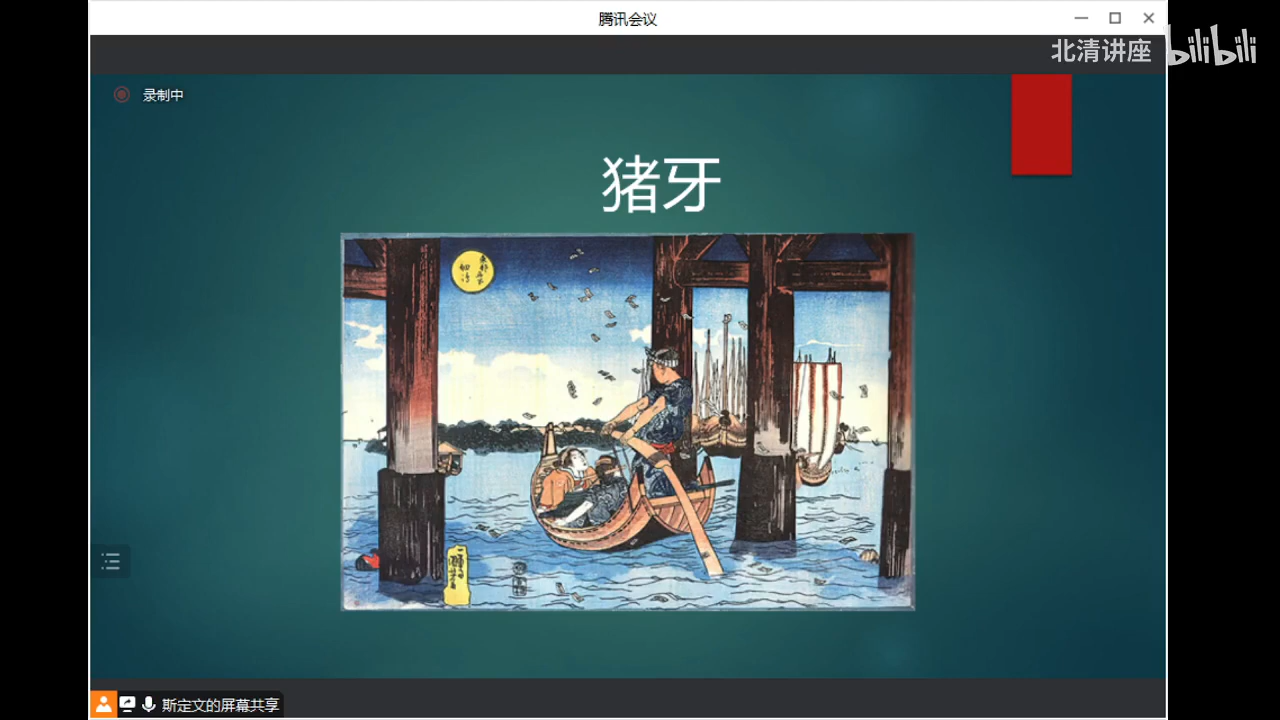 腾讯会议
北清讲座 bilibili
录制中
猪牙
斯定文的屏幕共享